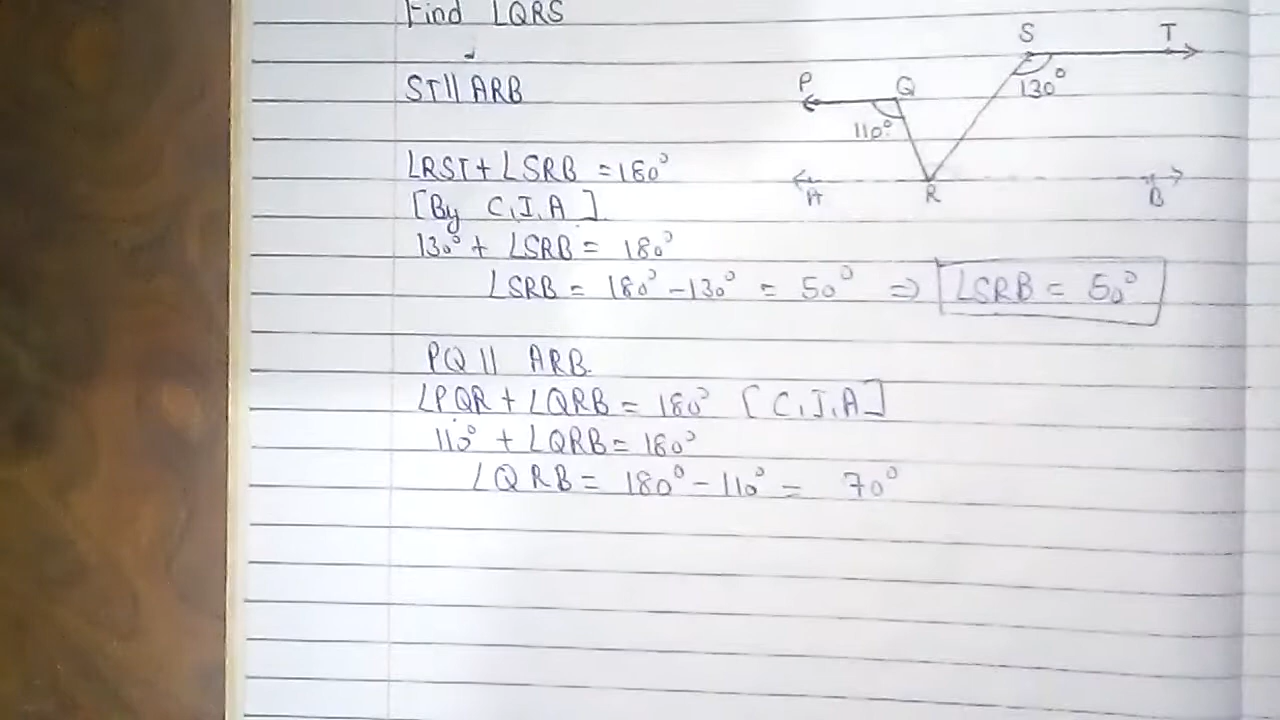 Find ∠QRS
ST || ARB
∠RST + ∠SRB = 180°
[By C.I.A]
130° + ∠SRB = 180°
∠SRB = 180° - 130° = 50° ⇒ ∠SRB = 50°
PQ || ARB
∠PQR + ∠QRB = 180° [C.I.A]
110° + ∠QRB = 180°
∠QRB = 180° - 110° = 70°
S T
P Q 130°
110°
A R B